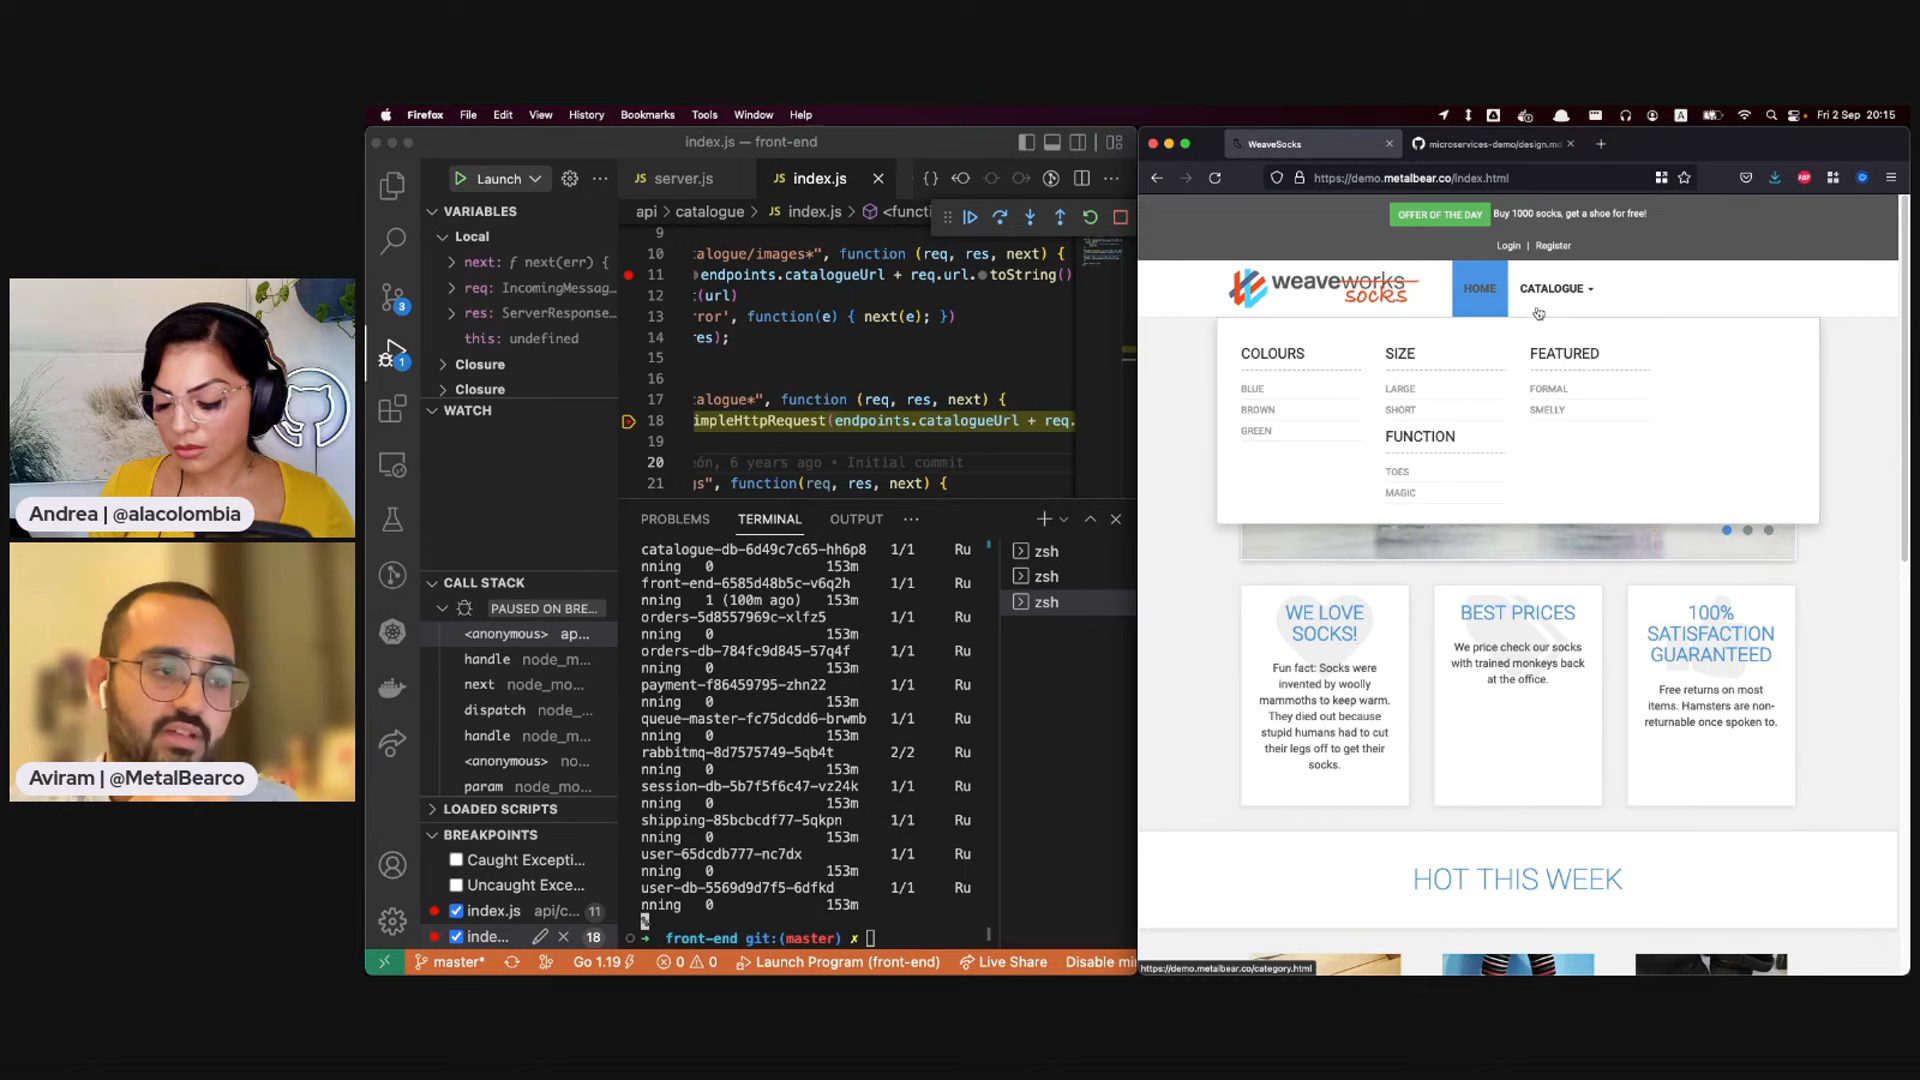 Andrea | @alacolombia
Aviram | @MetalBearco
Firefox File Edit View History Bookmarks Tools Window Help
Fri 2 Sep 20:15
index.js — front-end
Launch
server.js
index.js
api > catalogue > index.js > <functi
VARIABLES
Local
next: ƒ next(err) {
req: IncomingMessag…
res: ServerResponse…
this: undefined
Closure
Closure
WATCH
CALL STACK
PAUSED ON BRE…
<anonymous> ap…
handle node_m…
next node_mo…
dispatch node_…
handle node_m…
<anonymous> no…
param node_mo…
LOADED SCRIPTS
BREAKPOINTS
Caught Excepti…
Uncaught Exce…
index.js api/c… 11
inde… 18
3
1
9
10 talogue/images*", function (req, res, next) {
11 endpoints.catalogueUrl + req.url.toString()
12 t(url)
13 ror', function(e) { next(e); })
14 res);
15
16
17 talogue*", function (req, res, next) {
18 impleHttpRequest(endpoints.catalogueUrl + req.
19
20 eón, 6 years ago • Initial commit
21 gs", function(req, res, next) {
PROBLEMS TERMINAL OUTPUT ⋯
catalogue-db-6d49c7c65-hh6p8 1/1 Ru
nning 0 153m
front-end-6585d48b5c-v6q2h 1/1 Ru
nning 1 (100m ago) 153m
orders-5d8557969c-xlfz5 1/1 Ru
nning 0 153m
orders-db-784fc9d845-57q4f 1/1 Ru
nning 0 153m
payment-f86459795-zhn22 1/1 Ru
nning 0 153m
queue-master-fc75dcdd6-brwmb 1/1 Ru
nning 0 153m
rabbitmq-8d7575749-5qb4t 2/2 Ru
nning 0 153m
session-db-5b7f5f6c47-vz24k 1/1 Ru
nning 0 153m
shipping-85bcbcdf77-5qkpn 1/1 Ru
nning 0 153m
user-65dcdb777-nc7dx 1/1 Ru
nning 0 153m
user-db-5569d9d7f5-6dfkd 1/1 Ru
nning 0 153m
%
➜ front-end git:(master) ✗
zsh
zsh
zsh
master* Go 1.19 0 0 Launch Program (front-end) Live Share Disable mi
WeaveSocks
microservices-demo/design.md
https://demo.metalbear.co/index.html
OFFER OF THE DAY Buy 1000 socks, get a shoe for free!
Login | Register
weaveworks
socks
HOME
CATALOGUE
COLOURS
BLUE
BROWN
GREEN
SIZE
LARGE
SHORT
FUNCTION
TOES
MAGIC
FEATURED
FORMAL
SMELLY
WE LOVE
SOCKS!
Fun fact: Socks were
invented by woolly
mammoths to keep warm.
They died out because
stupid humans had to cut
their legs off to get their
socks.
BEST PRICES
We price check our socks
with trained monkeys back
at the office.
100%
SATISFACTION
GUARANTEED
Free returns on most
items. Hamsters are non-
returnable once spoken to.
HOT THIS WEEK
https://demo.metalbear.co/category.html